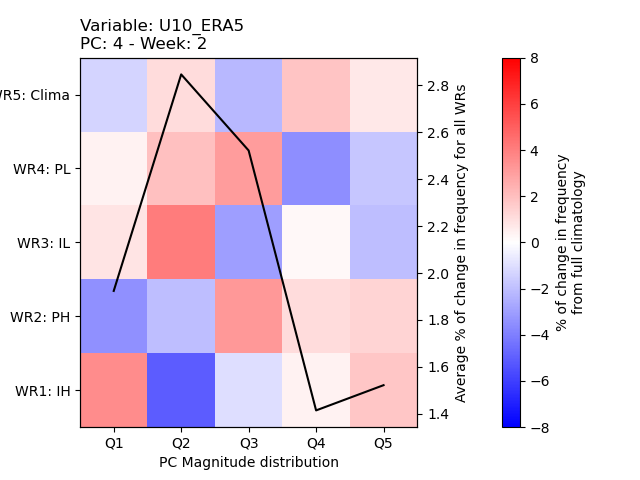 Variable: U10_ERA5
PC: 4 - Week: 2
WR5: Clima
WR4: PL
WR3: IL
WR2: PH
WR1: IH
Q1 Q2 Q3 Q4 Q5
PC Magnitude distribution
2.8
2.6
2.4
2.2
2.0
1.8
1.6
1.4
Average % of change in frequency for all WRs
8
6
4
2
0
−2
−4
−6
−8
% of change in frequency
from full climatology